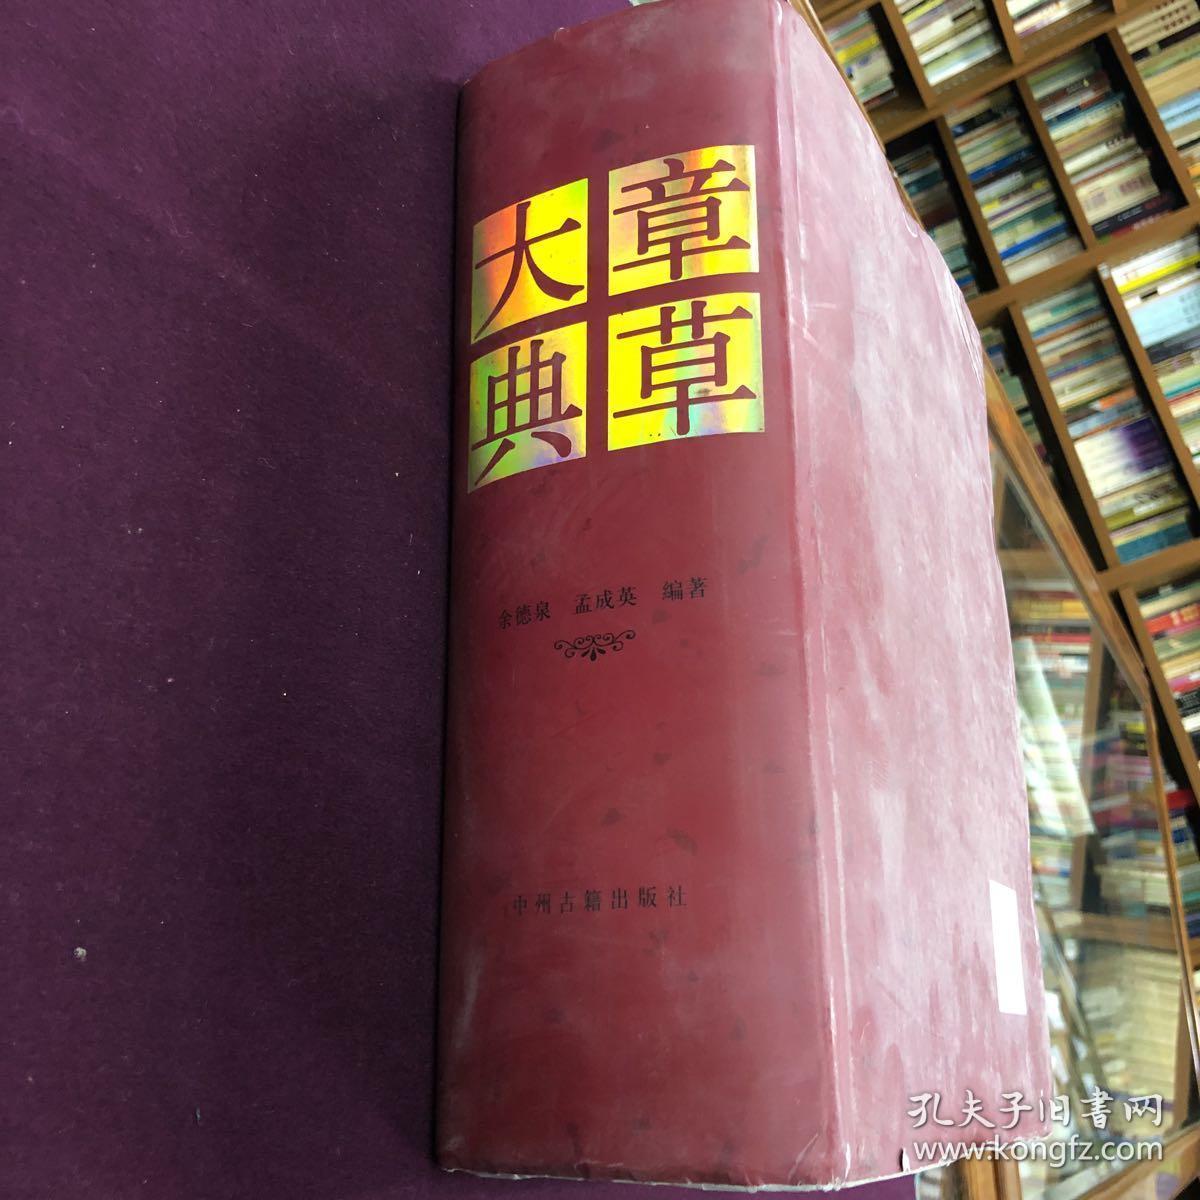 章草
大典
余德泉 孟成英 编著
中州古籍出版社
孔夫子旧書网
www.kongfz.com